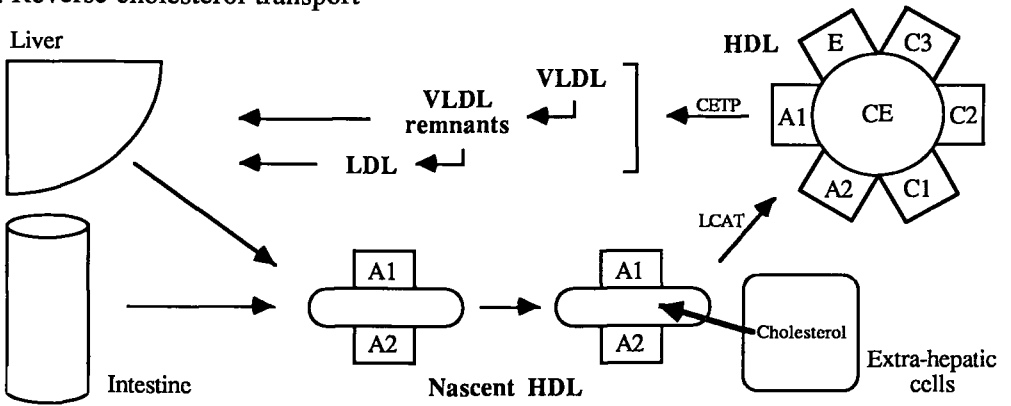 Reverse cholesterol transport
Liver
HDL
E
C3
VLDL
VLDL
remnants
CETP
A1
CE
C2
LDL
A2
C1
LCAT
A1
A1
Cholesterol
A2
A2
Intestine
Nascent HDL
Extra-hepatic
cells